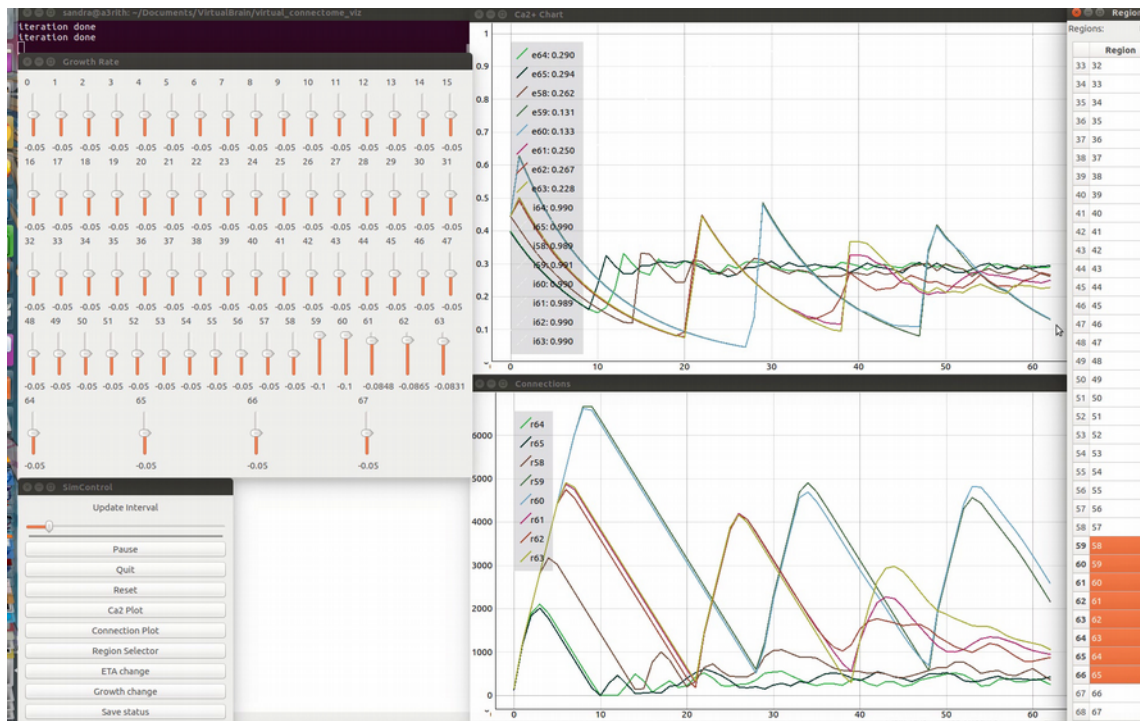 sandra@a3rith: ~/Documents/VirtualBrain/virtual_connectome_viz
iteration done
iteration done
Growth Rate
0 1 2 3 4 5 6 7 8 9 10 11 12 13 14 15
-0.05 -0.05 -0.05 -0.05 -0.05 -0.05 -0.05 -0.05 -0.05 -0.05 -0.05 -0.05 -0.05 -0.05 -0.05 -0.05
16 17 18 19 20 21 22 23 24 25 26 27 28 29 30 31
-0.05 -0.05 -0.05 -0.05 -0.05 -0.05 -0.05 -0.05 -0.05 -0.05 -0.05 -0.05 -0.05 -0.05 -0.05 -0.05
32 33 34 35 36 37 38 39 40 41 42 43 44 45 46 47
-0.05 -0.05 -0.05 -0.05 -0.05 -0.05 -0.05 -0.05 -0.05 -0.05 -0.05 -0.05 -0.05 -0.05 -0.05 -0.05
48 49 50 51 52 53 54 55 56 57 58 59 60 61 62 63
-0.05 -0.05 -0.05 -0.05 -0.05 -0.05 -0.05 -0.05 -0.05 -0.05 -0.05 -0.1 -0.1 -0.0848 -0.0865 -0.0831
64 65 66 67
-0.05 -0.05 -0.05 -0.05
SimControl
Update Interval
Pause
Quit
Reset
Ca2 Plot
Connection Plot
Region Selector
ETA change
Growth change
Save status
Ca2+ Chart
1
0.9
0.8
0.7
0.6
0.5
0.4
0.3
0.2
0.1
e64: 0.290
e65: 0.294
e58: 0.262
e59: 0.131
e60: 0.133
e61: 0.250
e62: 0.267
e63: 0.228
i64: 0.990
i65: 0.990
i58: 0.989
i59: 0.991
i60: 0.990
i61: 0.989
i62: 0.990
i63: 0.990
0 10 20 30 40 50 60
Connections
6000
5000
4000
3000
2000
1000
0
r64
r65
r58
r59
r60
r61
r62
r63
0 10 20 30 40 50 60 70
Regions:
Region
33 32
34 33
35 34
36 35
37 36
38 37
39 38
40 39
41 40
42 41
43 42
44 43
45 44
46 45
47 46
48 47
49 48
50 49
51 50
52 51
53 52
54 53
55 54
56 55
57 56
58 57
59 58
60 59
61 60
62 61
63 62
64 63
65 64
66 65
67 66
68 67